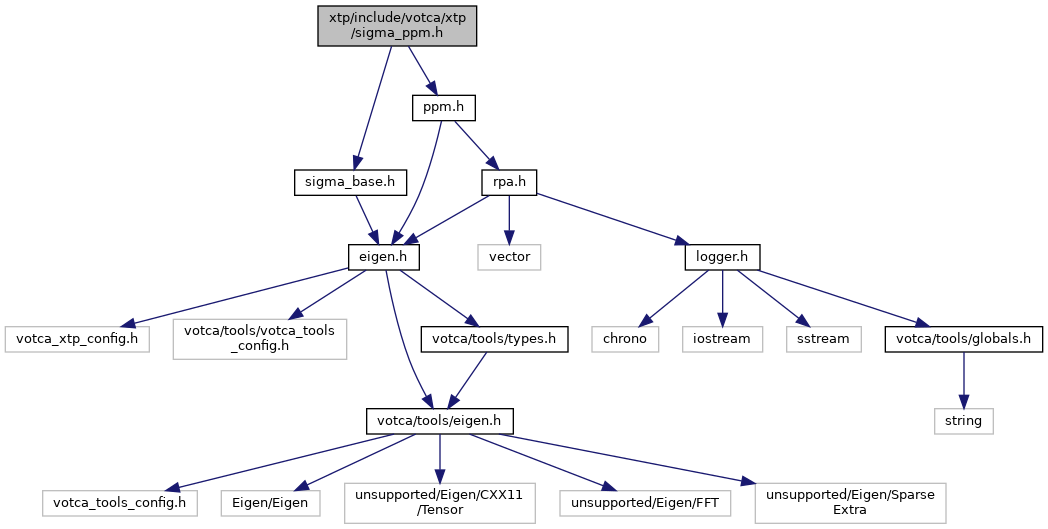 xtp/include/votca/xtp
/sigma_ppm.h
ppm.h
sigma_base.h
rpa.h
eigen.h
vector
logger.h
votca_xtp_config.h
votca/tools/votca_tools
_config.h
votca/tools/types.h
chrono
iostream
sstream
votca/tools/globals.h
votca/tools/eigen.h
string
votca_tools_config.h
Eigen/Eigen
unsupported/Eigen/CXX11
/Tensor
unsupported/Eigen/FFT
unsupported/Eigen/Sparse
Extra